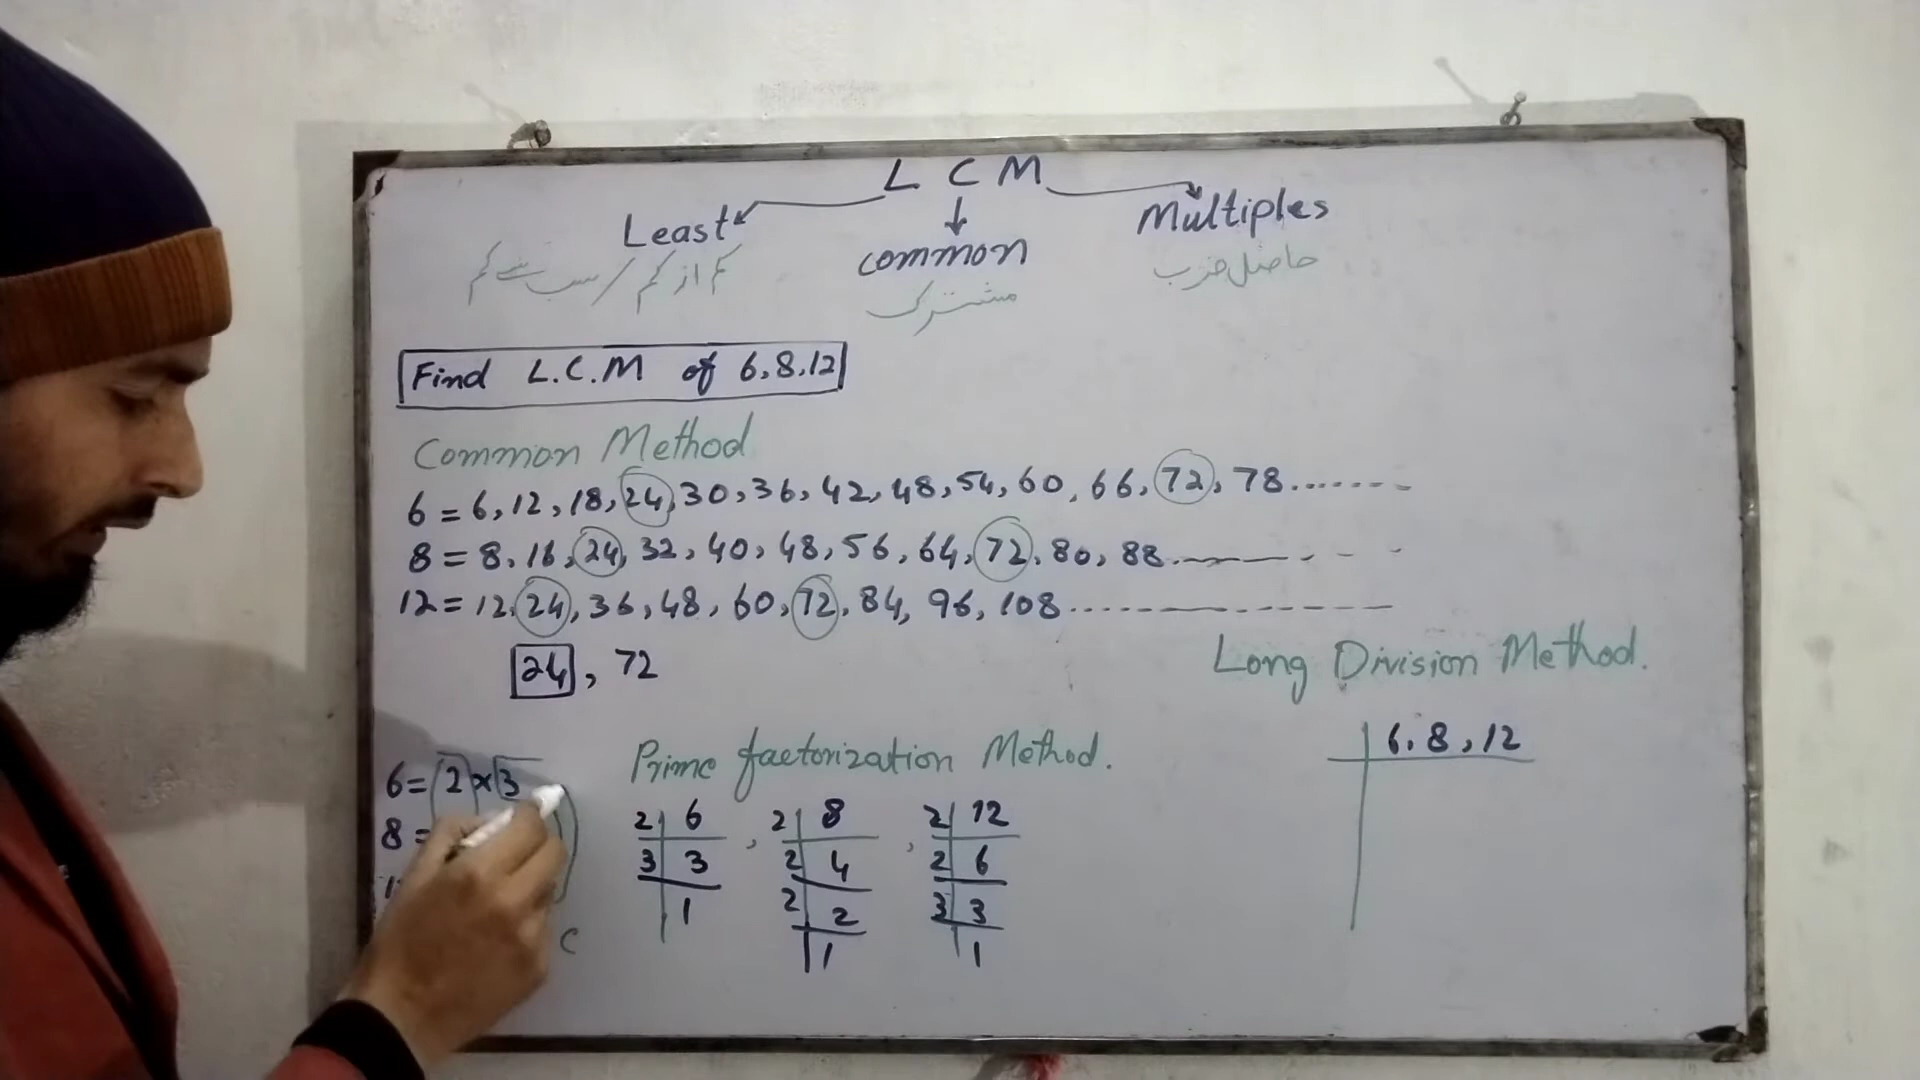 L C M
Least common Multiples
کم از کم / سب سے کم مشترک حاصل ضرب
Find L.C.M of 6,8,12
Common Method
6 = 6, 12, 18, 24, 30, 36, 42, 48, 54, 60, 66, 72, 78.......
8 = 8, 16, 24, 32, 40, 48, 56, 64, 72, 80, 88.
12 = 12, 24, 36, 48, 60, 72, 84, 96, 108..............
24, 72
Long Division Method.
6, 8, 12
Prime factorization Method.
6 = 2 x 3
8 =
C
2 6 , 2 8 , 2 12
3 3 2 4 2 6
1 2 2 3 3
1 1